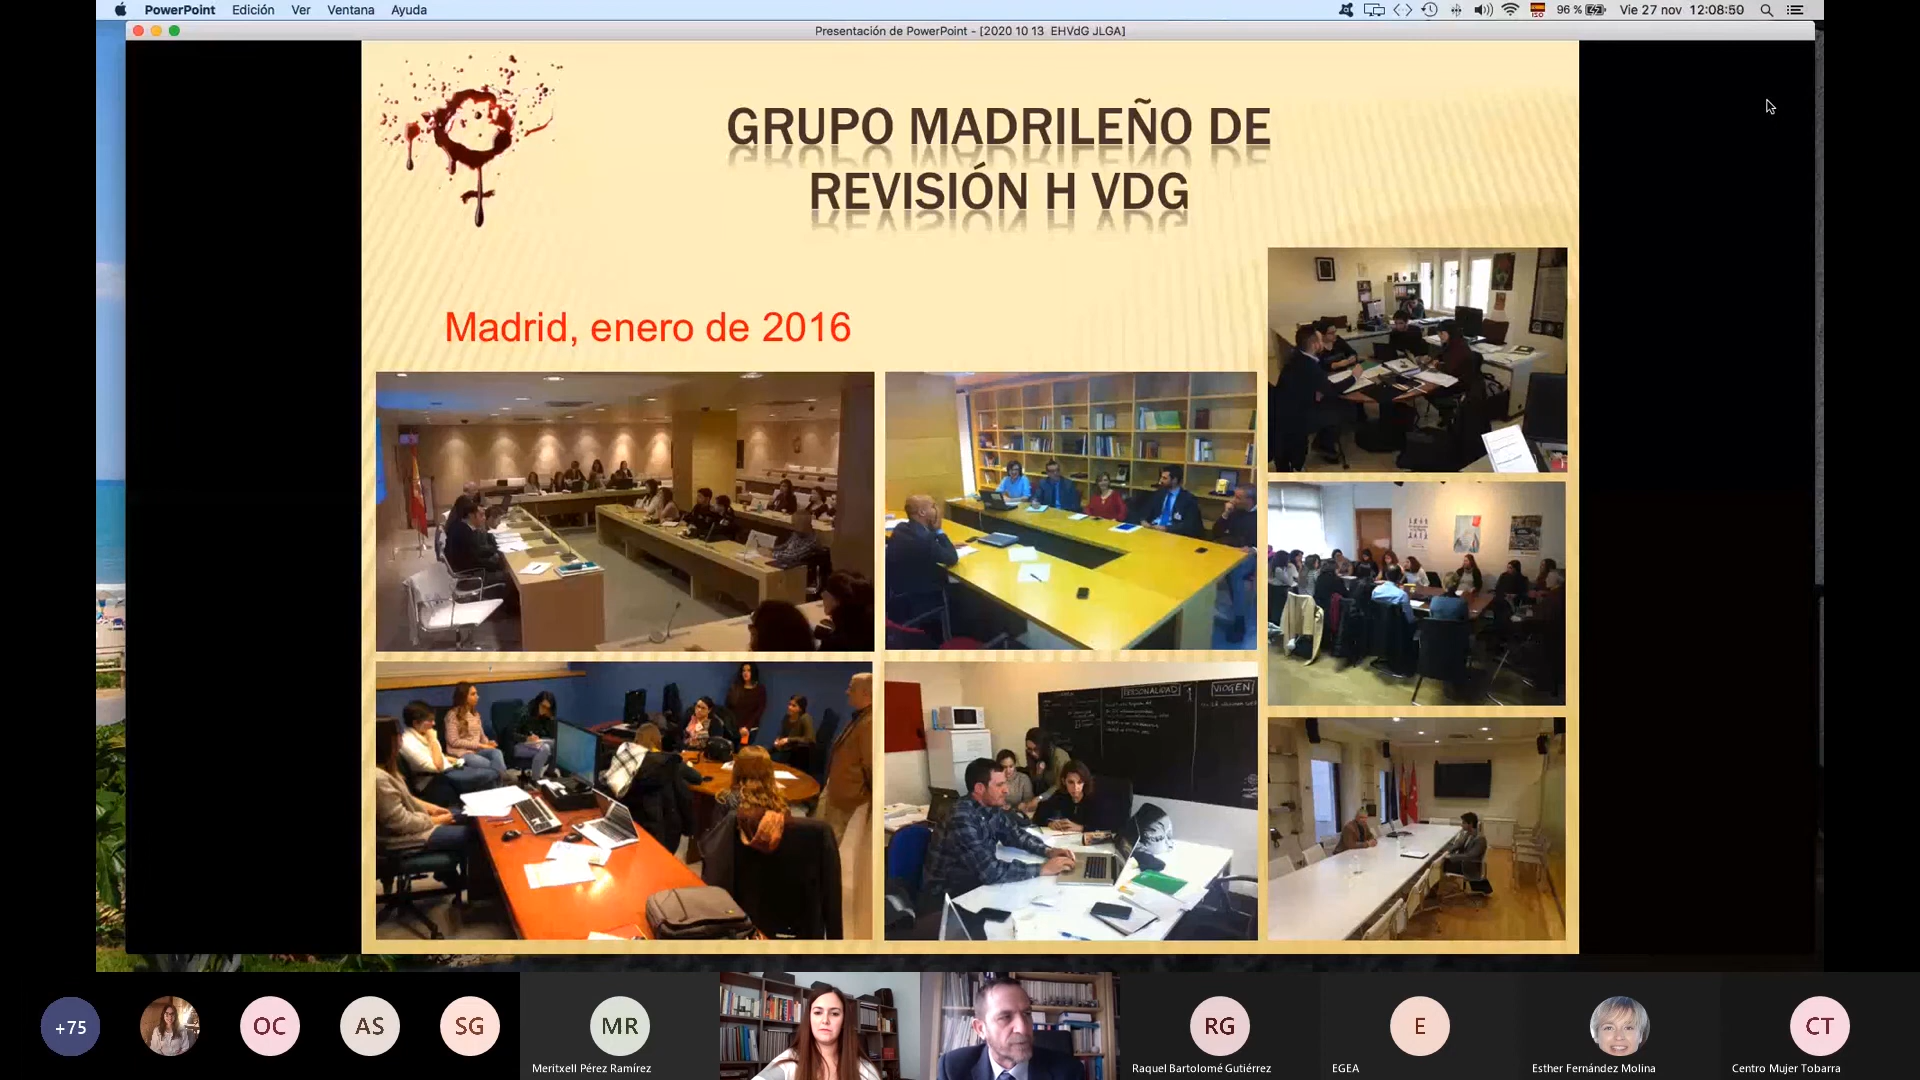 PowerPoint Edición Ver Ventana Ayuda
ISO 96 % Vie 27 nov 12:08:50
Presentación de PowerPoint - [2020 10 13 EHVdG JLGA]
GRUPO MADRILEÑO DE
REVISIÓN H VDG
Madrid, enero de 2016
PERSONALIDAD
VIOGEN
+75
OC
AS
SG
MR
RG
E
CT
Meritxell Pérez Ramírez
Raquel Bartolomé Gutiérrez
EGEA
Esther Fernández Molina
Centro Mujer Tobarra